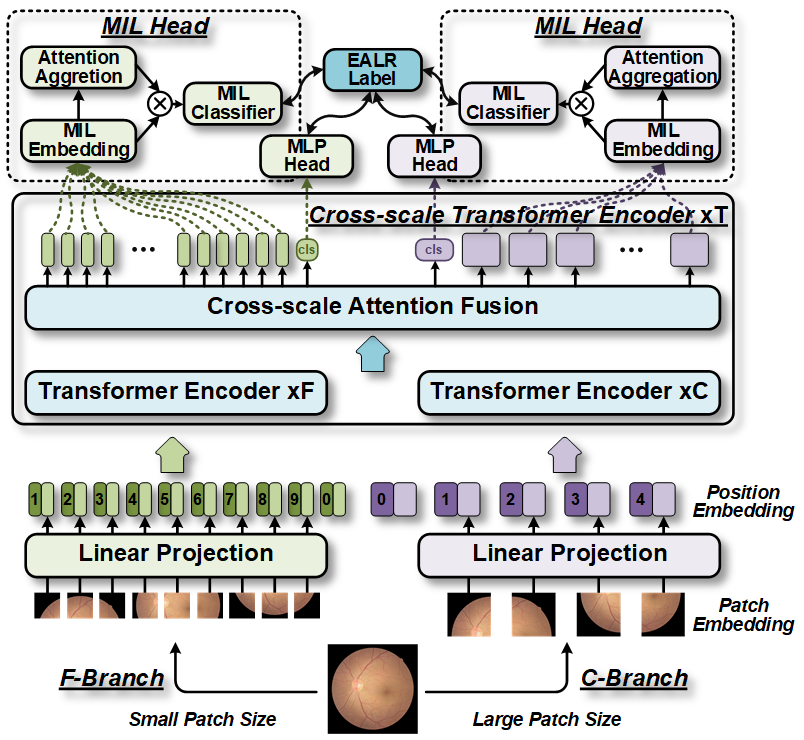 MIL Head
MIL Head
Attention
Aggretion
EALR
Label
Attention
Aggregation
MIL
Classifier
MIL
Classifier
MIL
Embedding
MLP
Head
MLP
Head
MIL
Embedding
Cross-scale Transformer Encoder xT
... cls cls ...
Cross-scale Attention Fusion
Transformer Encoder xF
Transformer Encoder xC
1 2 3 4 5 6 7 8 9 0
0 1 2 3 4
Position
Embedding
Linear Projection
Linear Projection
Patch
Embedding
F-Branch
C-Branch
Small Patch Size
Large Patch Size